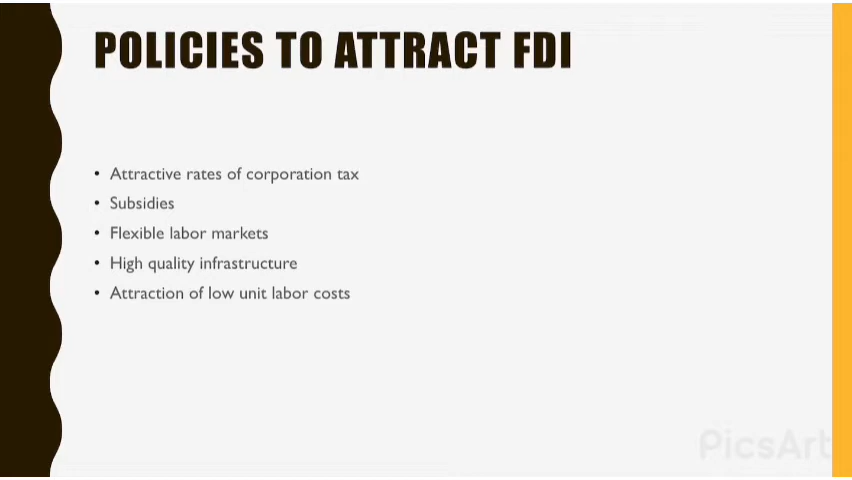 POLICIES TO ATTRACT FDI
• Attractive rates of corporation tax
• Subsidies
• Flexible labor markets
• High quality infrastructure
• Attraction of low unit labor costs
PicsArt